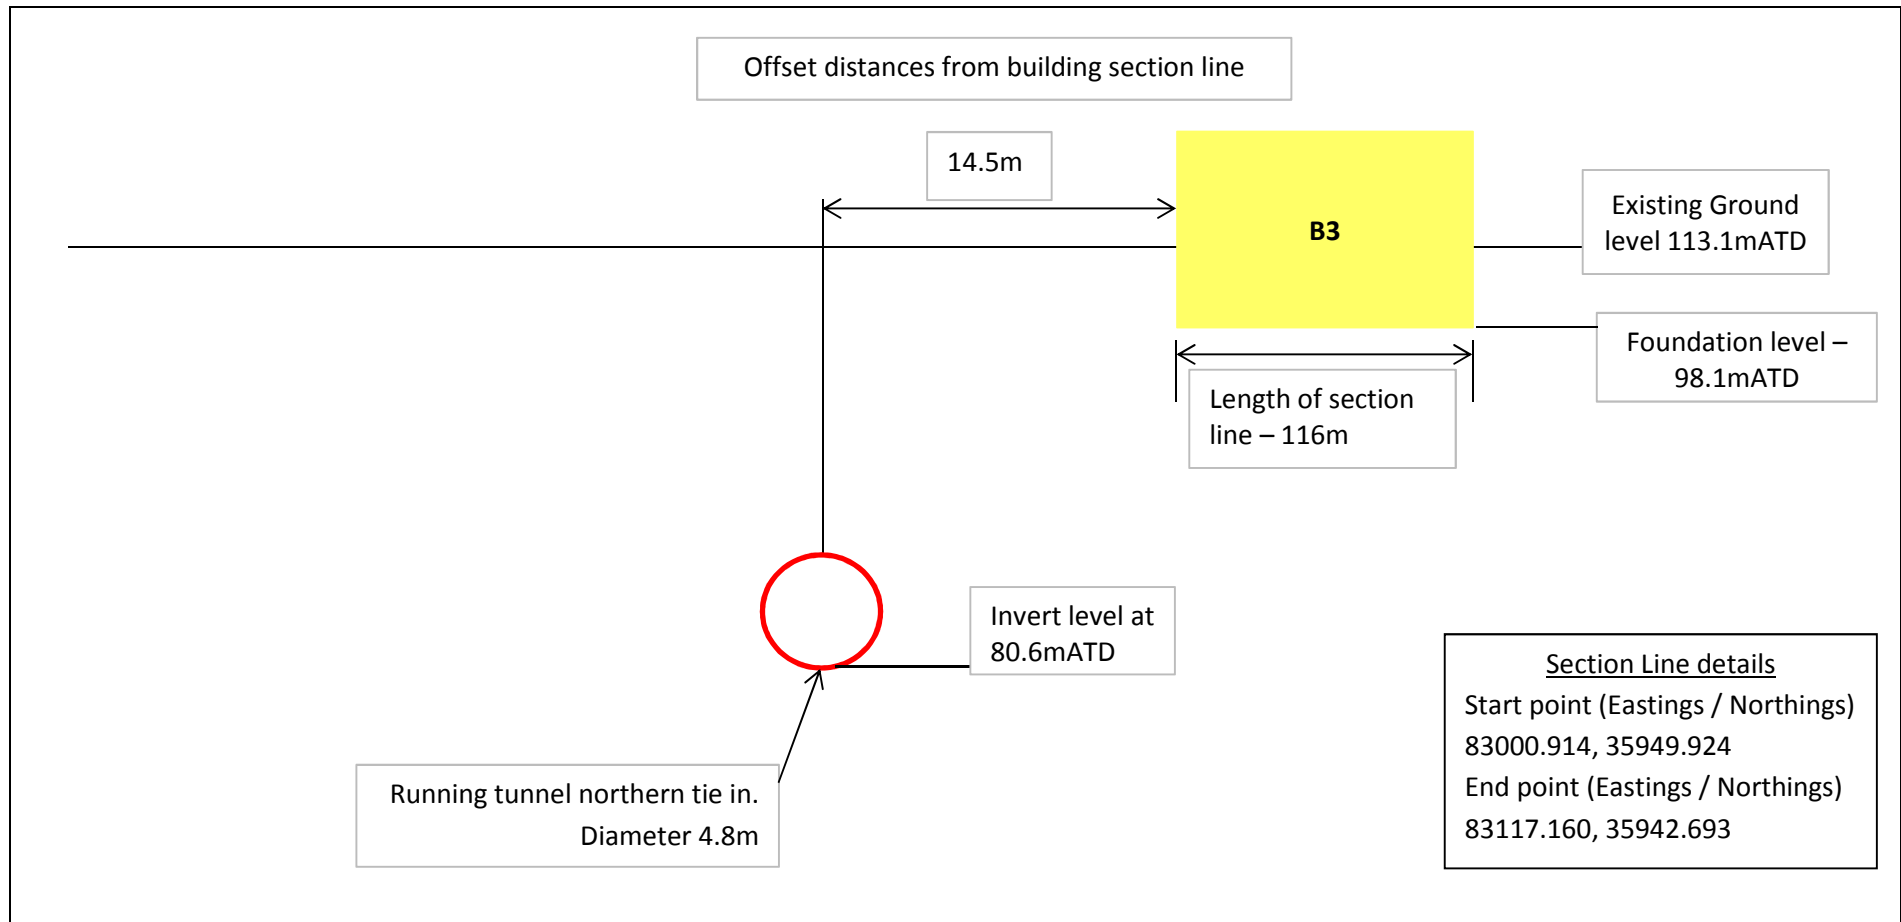 Offset distances from building section line
14.5m
B3
Existing Ground
level 113.1mATD
Foundation level –
98.1mATD
Length of section
line – 116m
Invert level at
80.6mATD
Running tunnel northern tie in.
Diameter 4.8m
Section Line details
Start point (Eastings / Northings)
83000.914, 35949.924
End point (Eastings / Northings)
83117.160, 35942.693